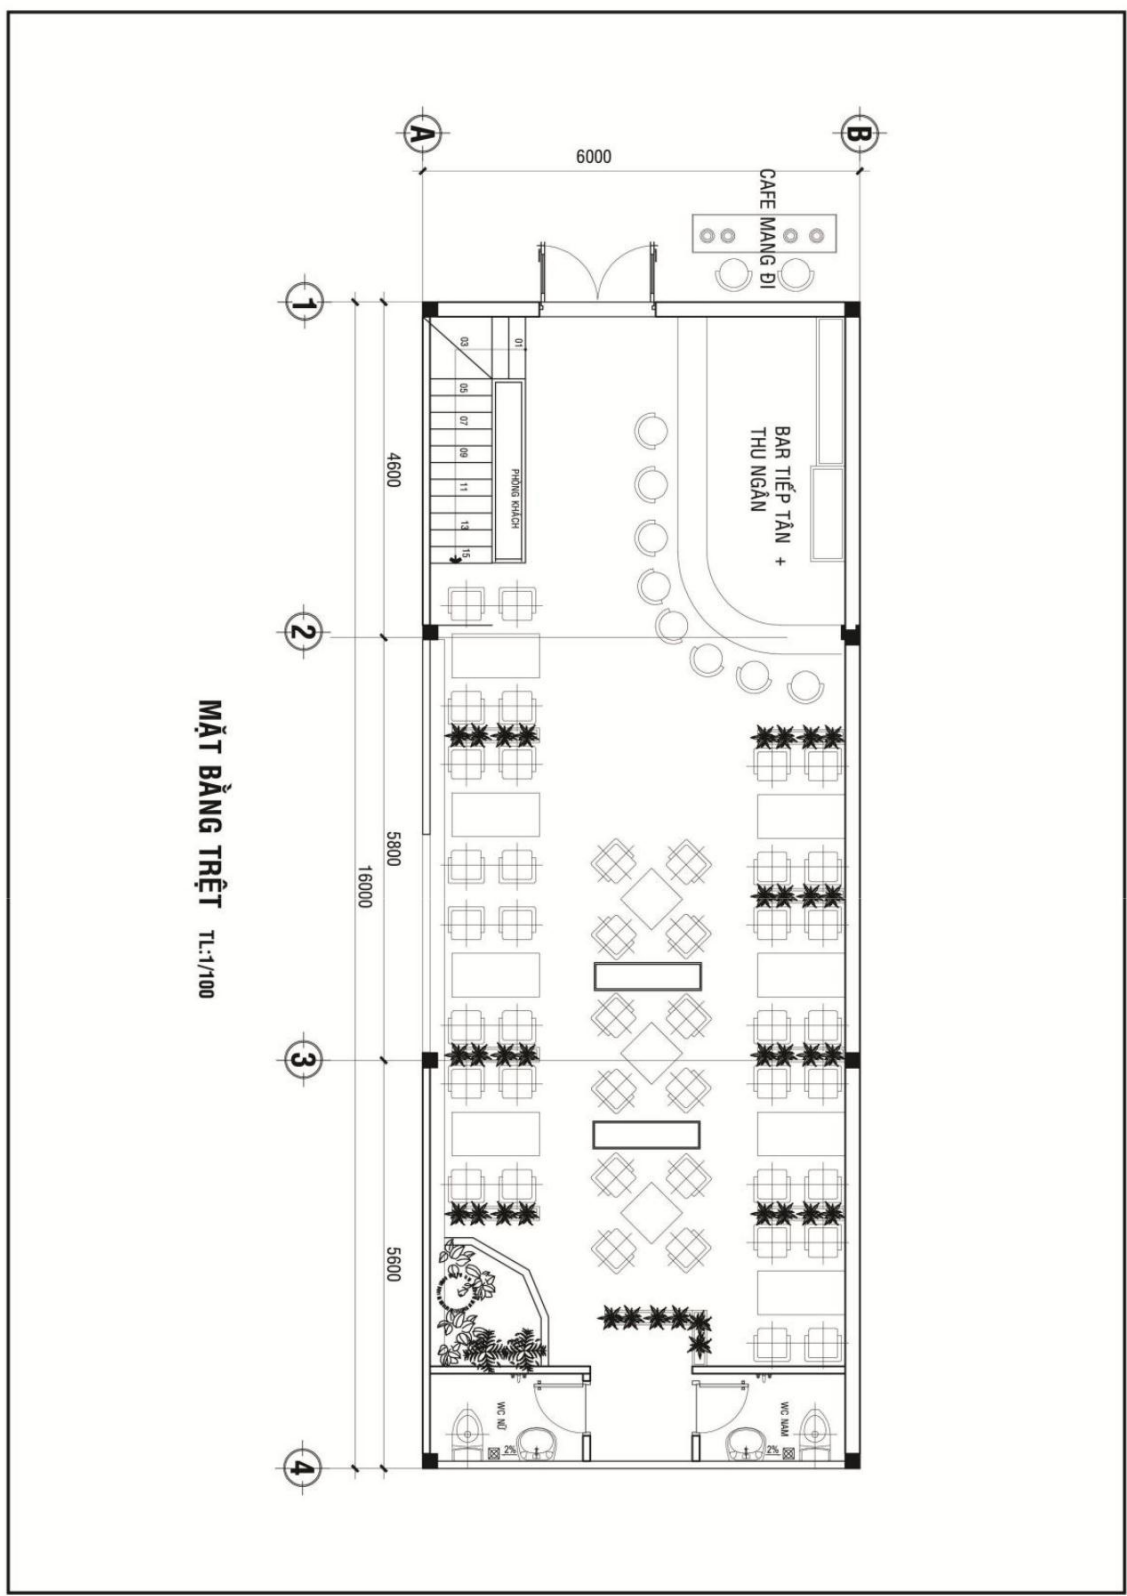 A
B
6000
CAFE MANG ĐI
1
03
01
05
07
09
11
13
15
PHÒNG KHÁCH
BAR TIẾP TÂN +
THU NGÂN
4600
2
5800
16000
MẶT BẰNG TRỆT TL:1/100
3
5600
WC NỮ
2%
WC NAM
2%
4